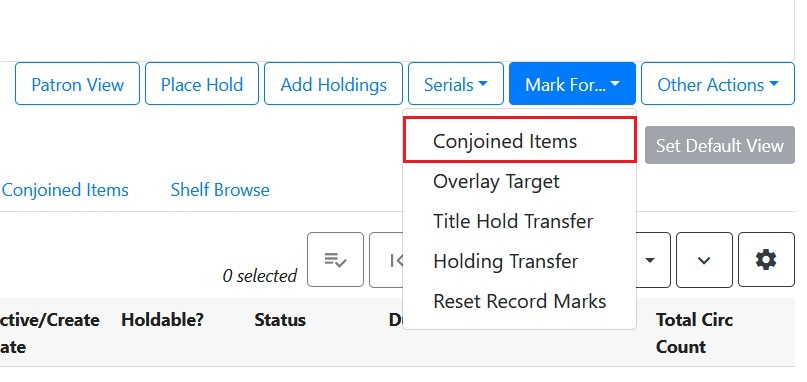 Patron View
Place Hold
Add Holdings
Serials
Mark For...
Other Actions
Conjoined Items
Overlay Target
Title Hold Transfer
Holding Transfer
Reset Record Marks
Set Default View
Conjoined Items
Shelf Browse
0 selected
ctive/Create
ate
Holdable?
Status
Total Circ
Count